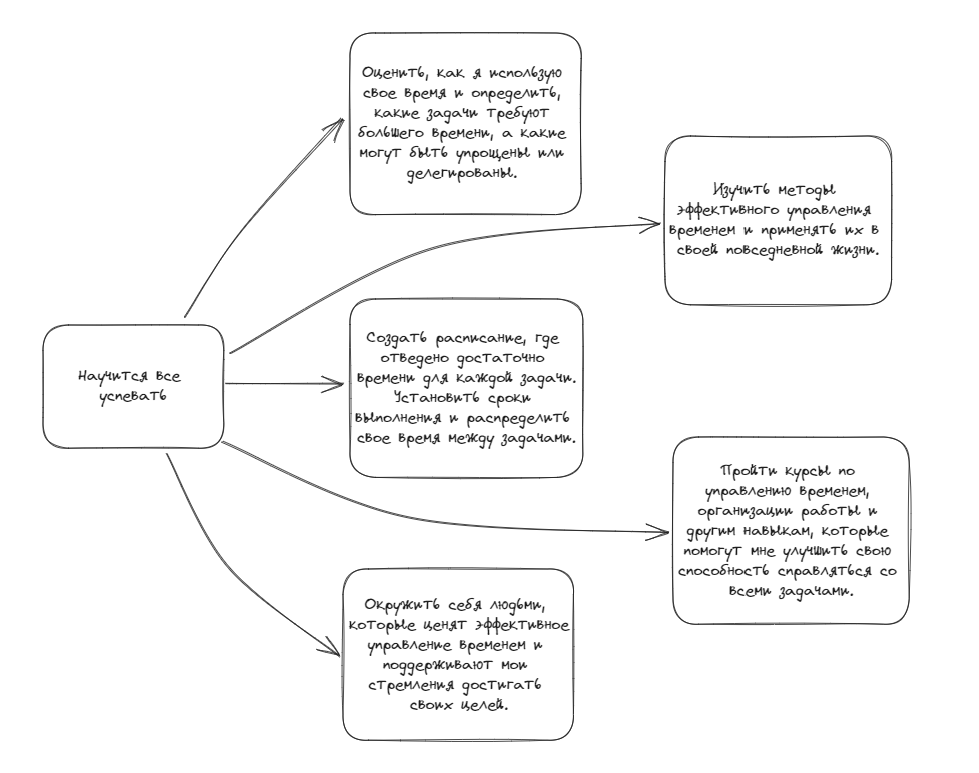 Оценить, как я использую
свое время и определить,
какие задачи требуют
большего времени, а какие
могут быть упрощены или
делегированы.
Изучить методы
эффективного управления
временем и применять их в
своей повседневной жизни.
Научится все
успевать
Создать расписание, где
отведено достаточно
времени для каждой задачи.
Установить сроки
выполнения и распределить
свое время между задачами.
Пройти курсы по
управлению временем,
организации работы и
другим навыкам, которые
помогут мне улучшить свою
способность справляться со
всеми задачами.
Окружить себя людьми,
которые ценят эффективное
управление временем и
поддерживают мои
стремления достигать
своих целей.